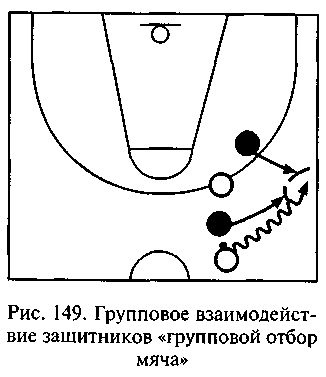 Рис. 149. Групповое взаимодейст-
вие защитников «групповой отбор
мяча»